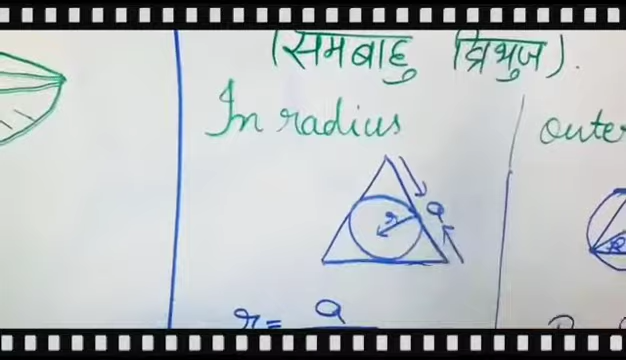 (समबाहु त्रिभुज).
In radius
outer
a
r
R
r = a